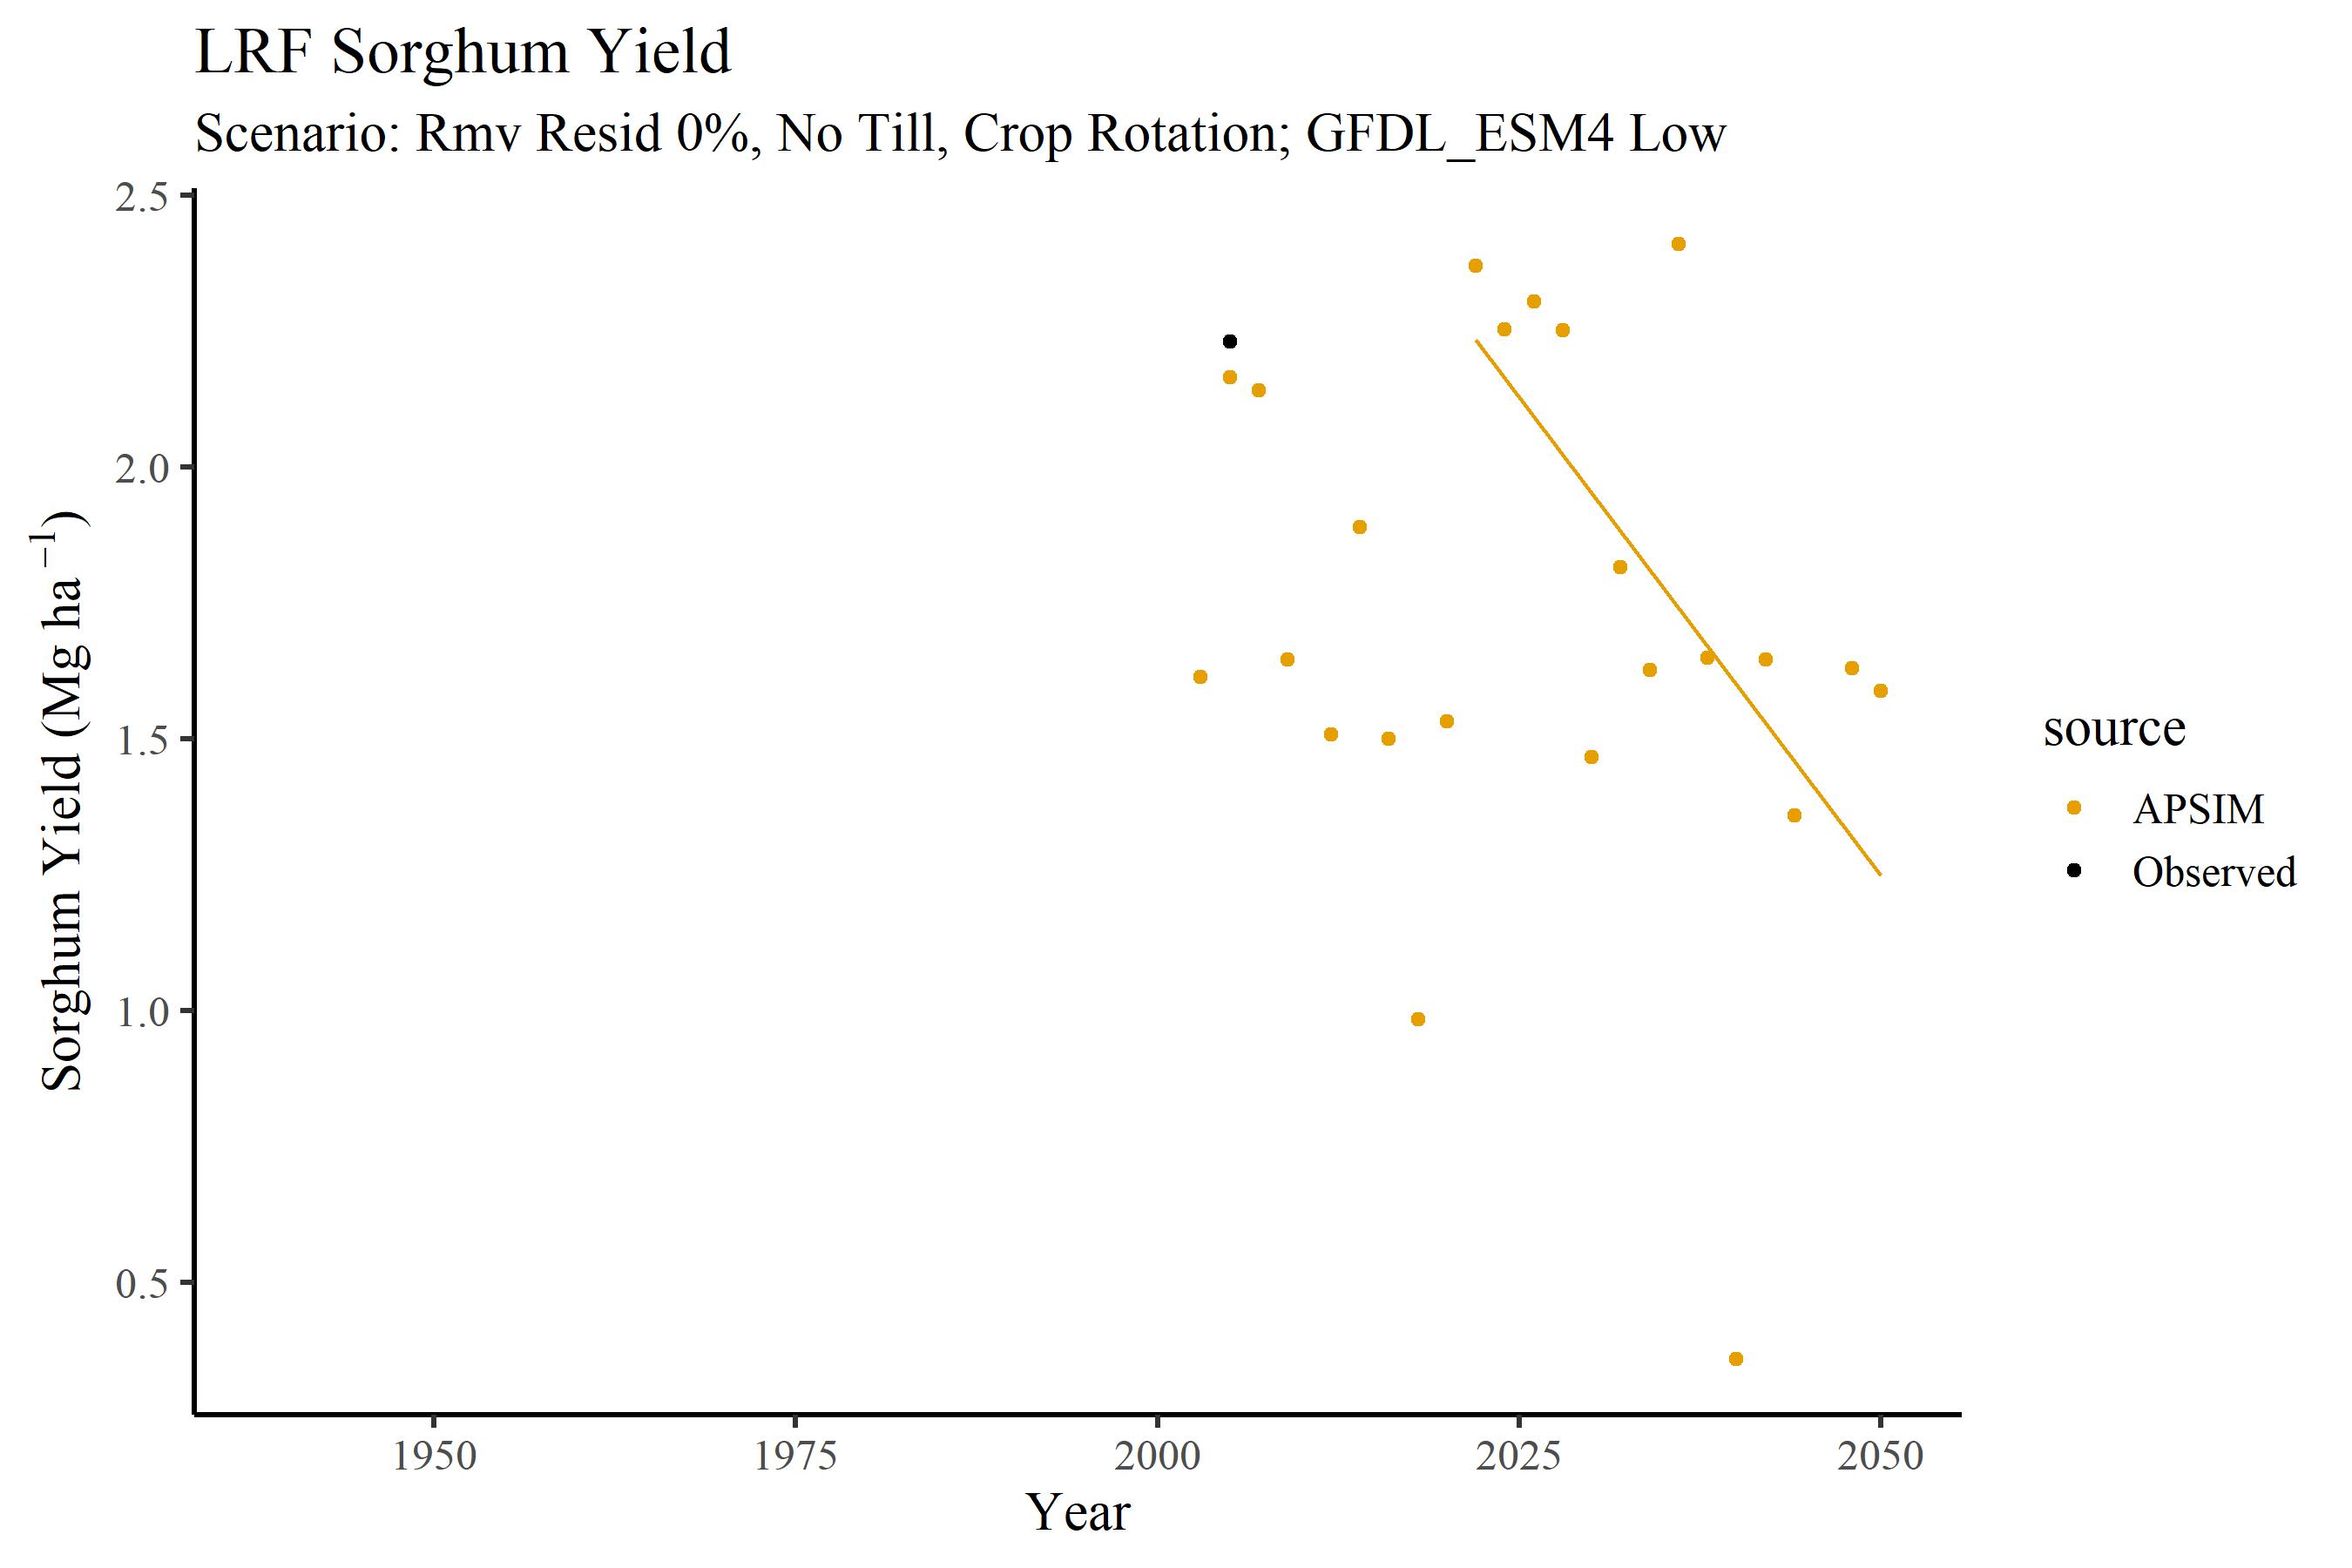 LRF Sorghum Yield
Scenario: Rmv Resid 0%, No Till, Crop Rotation; GFDL_ESM4 Low
Sorghum Yield (Mg ha⁻¹)
2.5
2.0
1.5
1.0
0.5
1950 1975 2000 2025 2050
Year
source
APSIM
Observed